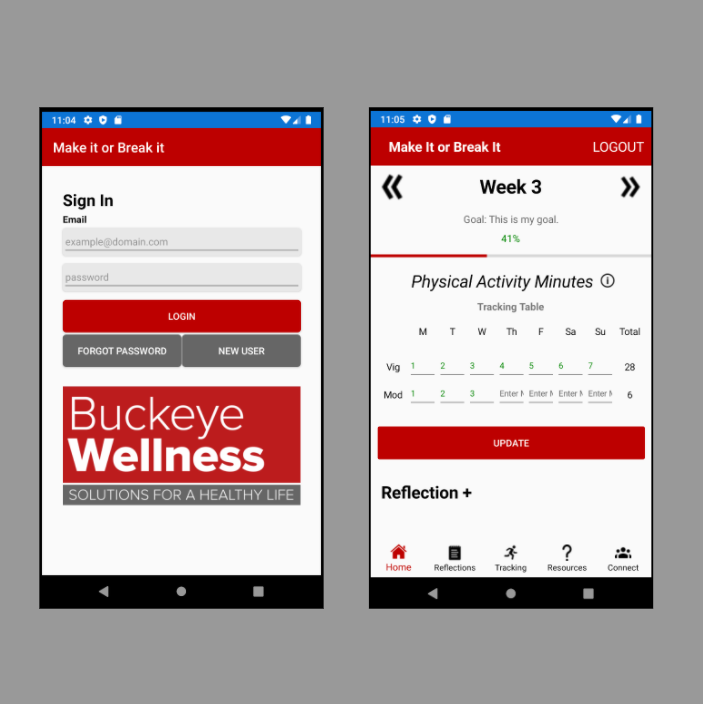 11:04
Make it or Break it
Sign In
Email
example@domain.com
password
LOGIN
FORGOT PASSWORD NEW USER
Buckeye
Wellness
SOLUTIONS FOR A HEALTHY LIFE
11:05
Make It or Break It LOGOUT
Week 3
Goal: This is my goal.
41%
Physical Activity Minutes
Tracking Table
M T W Th F Sa Su Total
Vig 1 2 3 4 5 6 7 28
Mod 1 2 3 Enter Enter Enter Enter 6
UPDATE
Reflection +
Home Reflections Tracking Resources Connect